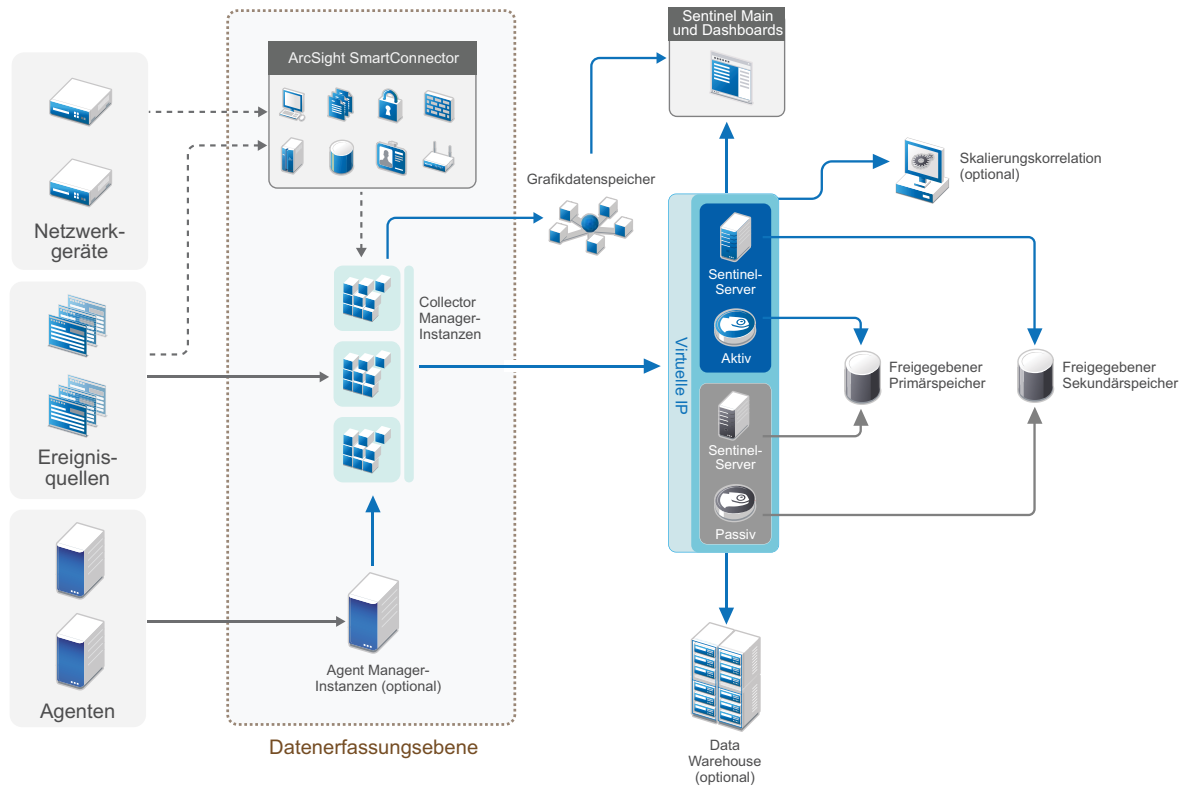 Sentinel Main
und Dashboards
ArcSight SmartConnector
Netzwerk-
geräte
Ereignis-
quellen
Agenten
Grafikdatenspeicher
Collector
Manager-
Instanzen
Agent Manager-
Instanzen (optional)
Datenerfassungsebene
Virtuelle IP
Sentinel-
Server
Aktiv
Sentinel-
Server
Passiv
Skalierungskorrelation
(optional)
Freigegebener
Primärspeicher
Freigegebener
Sekundärspeicher
Data
Warehouse
(optional)